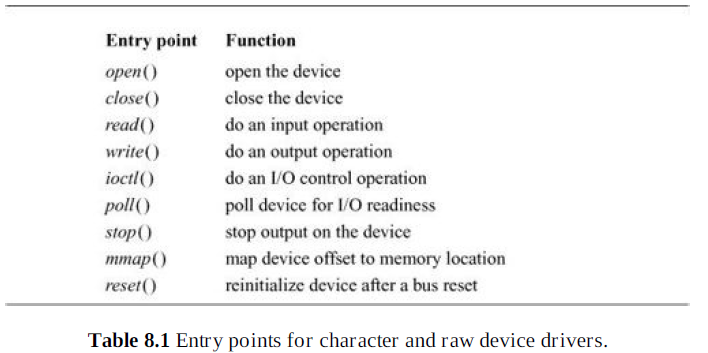 Entry point Function
open() open the device
close() close the device
read() do an input operation
write() do an output operation
ioctl() do an I/O control operation
poll() poll device for I/O readiness
stop() stop output on the device
mmap() map device offset to memory location
reset() reinitialize device after a bus reset
Table 8.1 Entry points for character and raw device drivers.